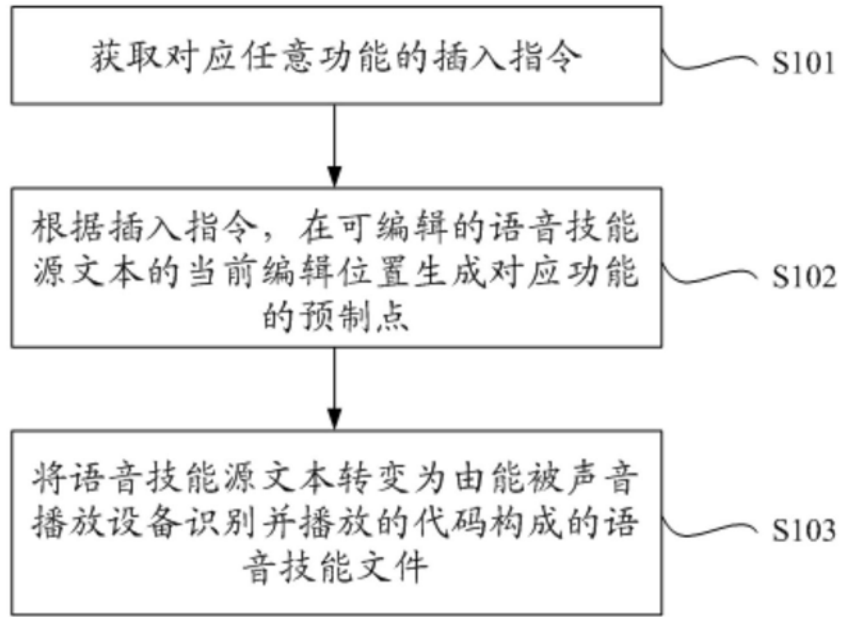 获取对应任意功能的插入指令
S101
根据插入指令，在可编辑的语音技能
源文本的当前编辑位置生成对应功能
的预制点
S102
将语音技能源文本转变为由能被声音
播放设备识别并播放的代码构成的语
音技能文件
S103